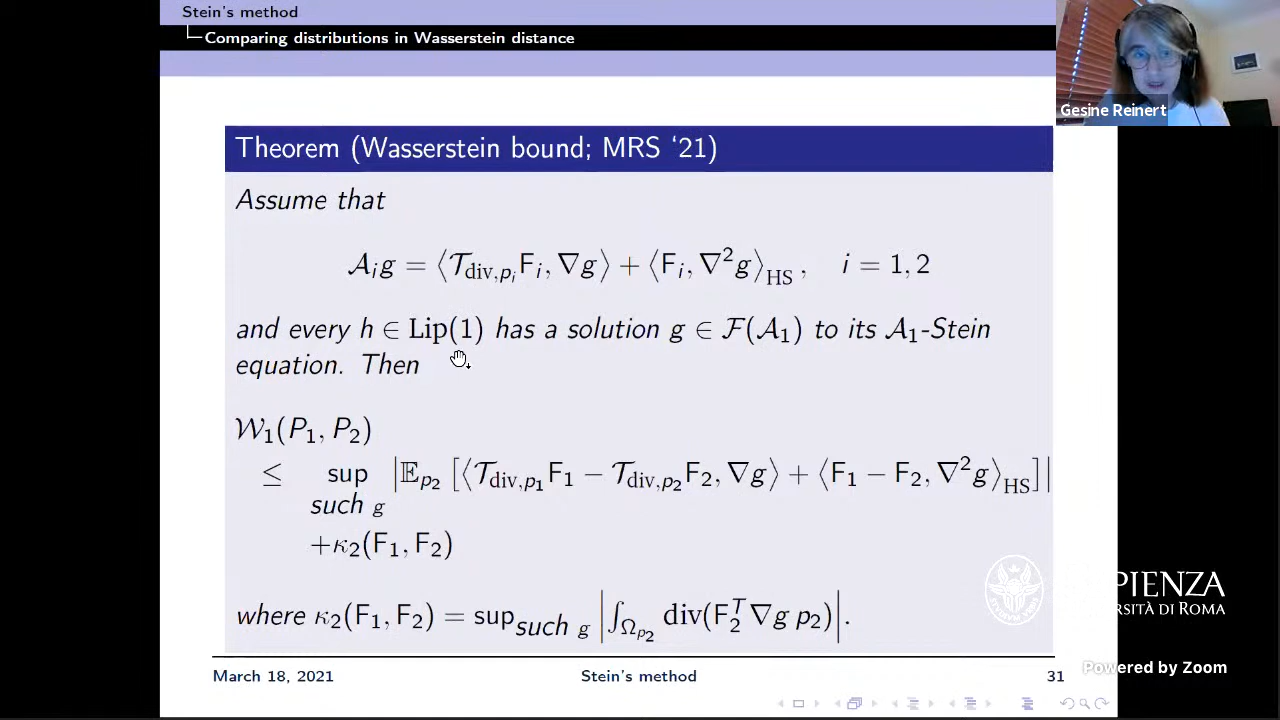 Stein's method
Comparing distributions in Wasserstein distance
Gesine Reinert
Theorem (Wasserstein bound; MRS ‘21)
Assume that
𝒜ᵢg = ⟨𝒯_{div,pᵢ}Fᵢ, ∇g⟩ + ⟨Fᵢ, ∇²g⟩_{HS}, i = 1, 2
and every h ∈ Lip(1) has a solution g ∈ ℱ(𝒜₁) to its 𝒜₁-Stein
equation. Then
𝒲₁(P₁, P₂)
≤ sup_{such g} |𝔼_{p₂} [⟨𝒯_{div,p₁}F₁ − 𝒯_{div,p₂}F₂, ∇g⟩ + ⟨F₁ − F₂, ∇²g⟩_{HS}]|
+κ₂(F₁, F₂)
where κ₂(F₁, F₂) = sup_{such g} |∫_{Ω_{p₂}} div(F₂ᵀ∇g p₂)|.
PIENZA
RSITÀ DI ROMA
March 18, 2021
Stein's method
31
Powered by Zoom